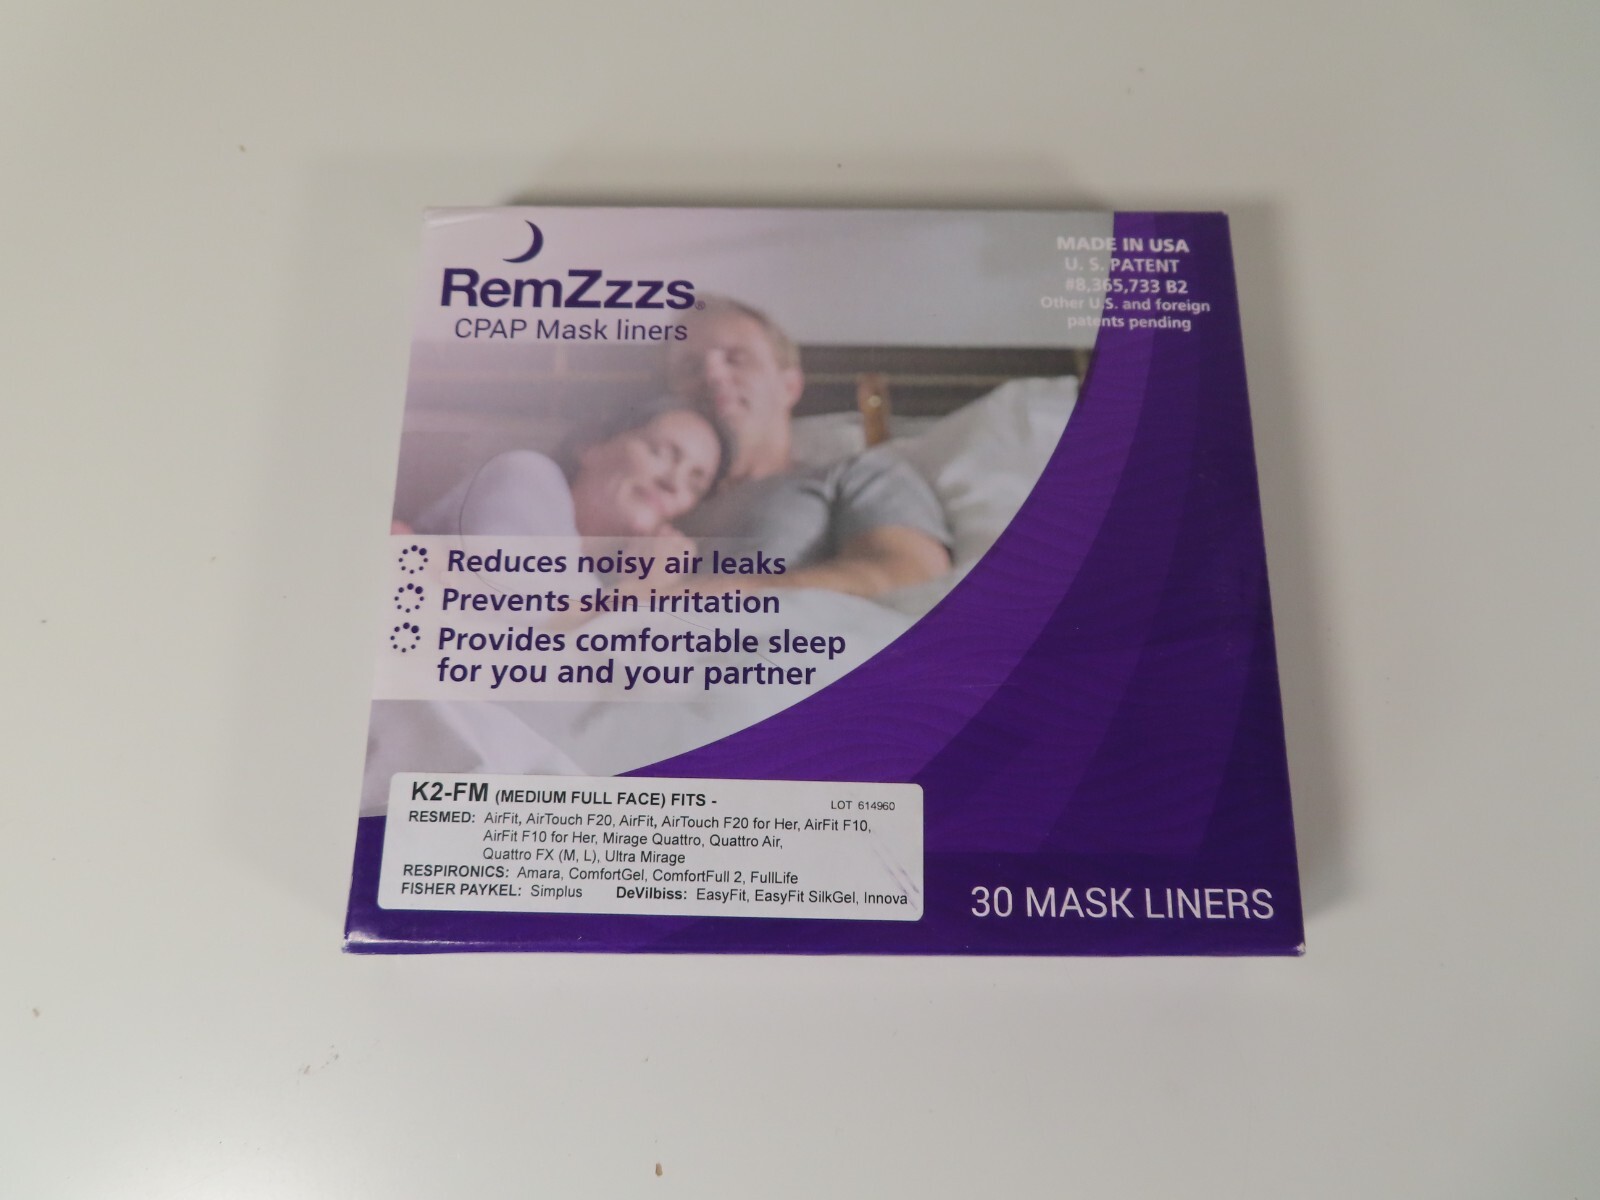 RemZzzs®
CPAP Mask liners
MADE IN USA
U. S. PATENT
#8,365,733 B2
Other U.S. and foreign
patents pending
Reduces noisy air leaks
Prevents skin irritation
Provides comfortable sleep
for you and your partner
K2-FM (MEDIUM FULL FACE) FITS - LOT 614960
RESMED: AirFit, AirTouch F20, AirFit, AirTouch F20 for Her, AirFit F10,
AirFit F10 for Her, Mirage Quattro, Quattro Air,
Quattro FX (M, L), Ultra Mirage
RESPIRONICS: Amara, ComfortGel, ComfortFull 2, FullLife
FISHER PAYKEL: Simplus DeVilbiss: EasyFit, EasyFit SilkGel, Innova
30 MASK LINERS